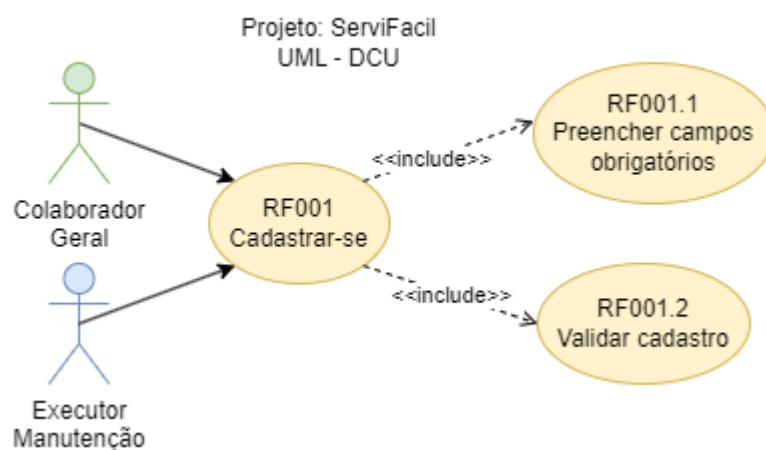 Projeto: ServiFacil
UML - DCU
Colaborador
Geral
Executor
Manutenção
RF001
Cadastrar-se
<<include>>
<<include>>
RF001.1
Preencher campos
obrigatórios
RF001.2
Validar cadastro